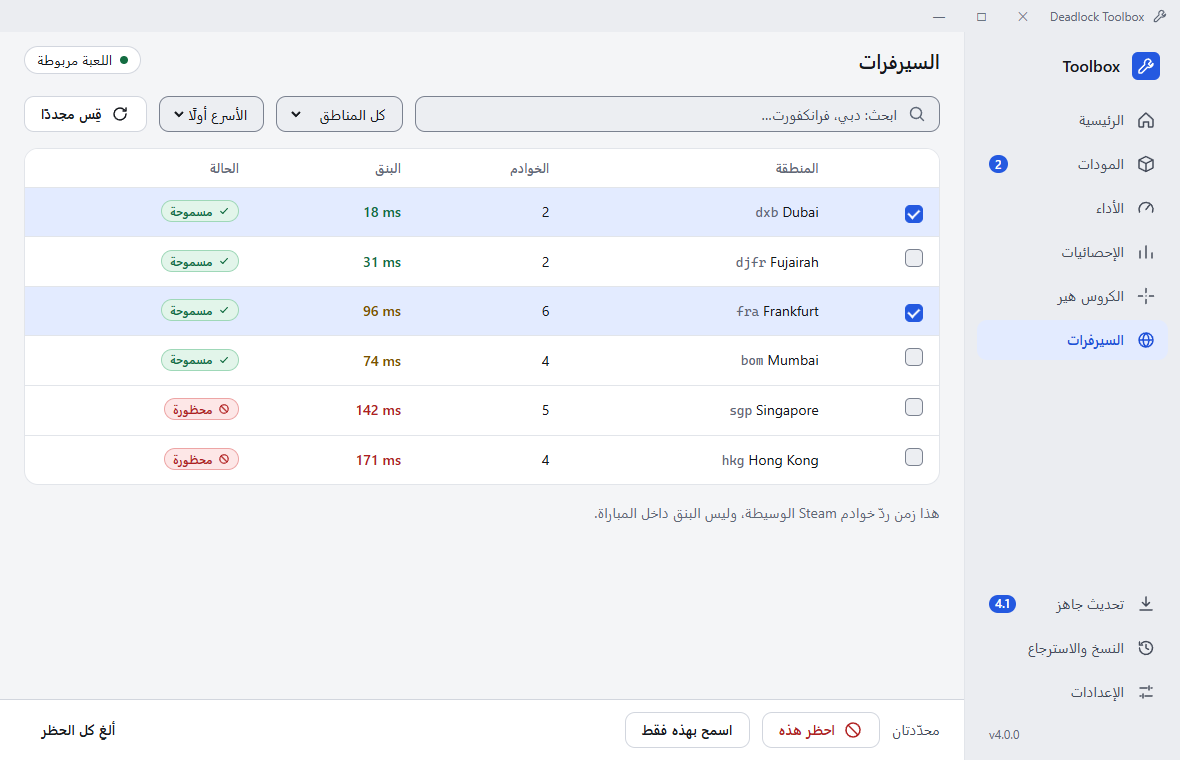 Deadlock Toolbox
Toolbox
الرئيسية
المودات 2
الأداء
الإحصائيات
الكروس هير
السيرفرات
تحديث جاهز 4.1
النسخ والاسترجاع
الإعدادات
v4.0.0
السيرفرات
اللعبة مربوطة
ابحث: دبي، فرانكفورت...
كل المناطق
الأسرع أولًا
قِس مجددًا
المنطقة الخوادم البنق الحالة
Dubai dxb 2 18 ms مسموحة
Fujairah djfr 2 31 ms مسموحة
Frankfurt fra 6 96 ms مسموحة
Mumbai bom 4 74 ms مسموحة
Singapore sgp 5 142 ms محظورة
Hong Kong hkg 4 171 ms محظورة
هذا زمن ردّ خوادم Steam الوسيطة، وليس البنق داخل المباراة.
محدّدتان
احظر هذه
اسمح بهذه فقط
ألغِ كل الحظر